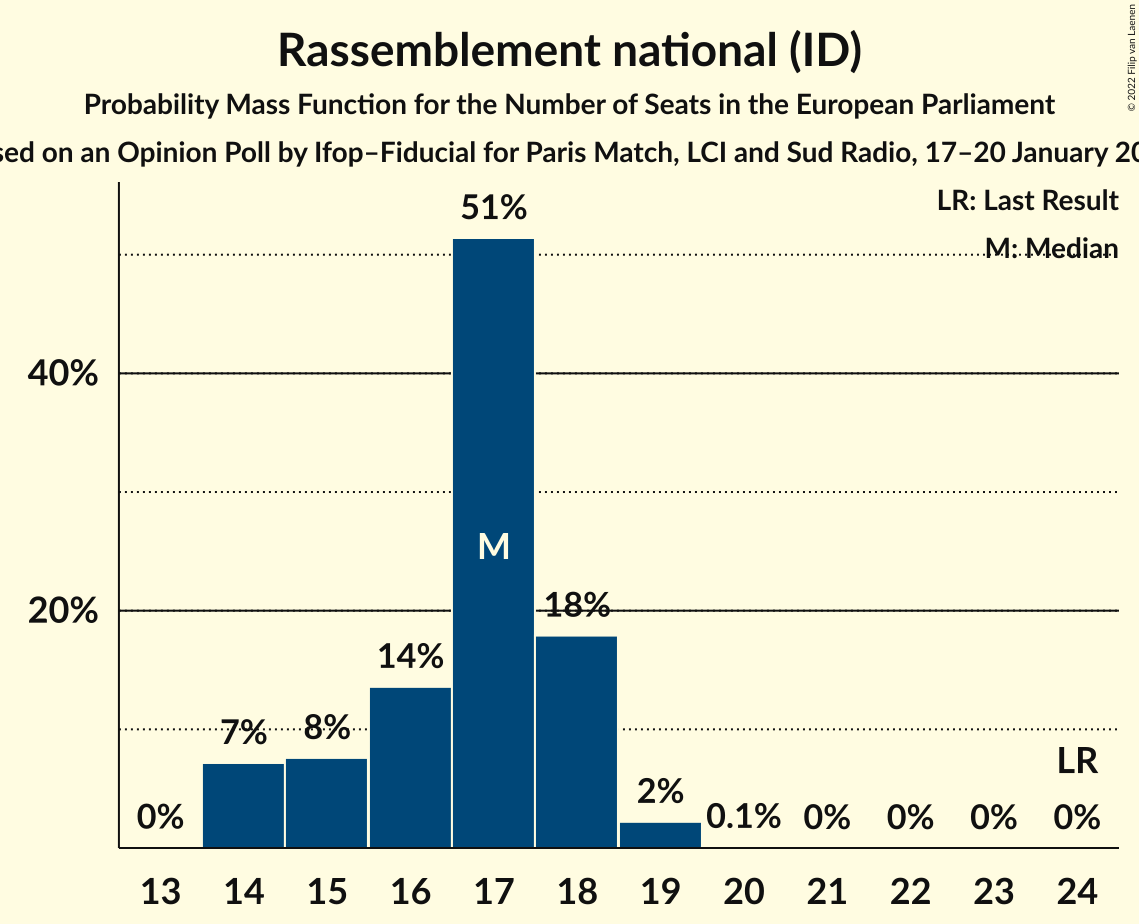 Rassemblement national (ID)
Probability Mass Function for the Number of Seats in the European Parliament
on an Opinion Poll by Ifop–Fiducial for Paris Match, LCI and Sud Radio, 17–20 January
© 2022 Filip van Laenen
LR: Last Result
M: Median
51%
40%
M
20%
18%
14%
7%
8%
LR
2%
0%
0.1%
0%
0%
0%
0%
13 14 15 16 17 18 19 20 21 22 23 24